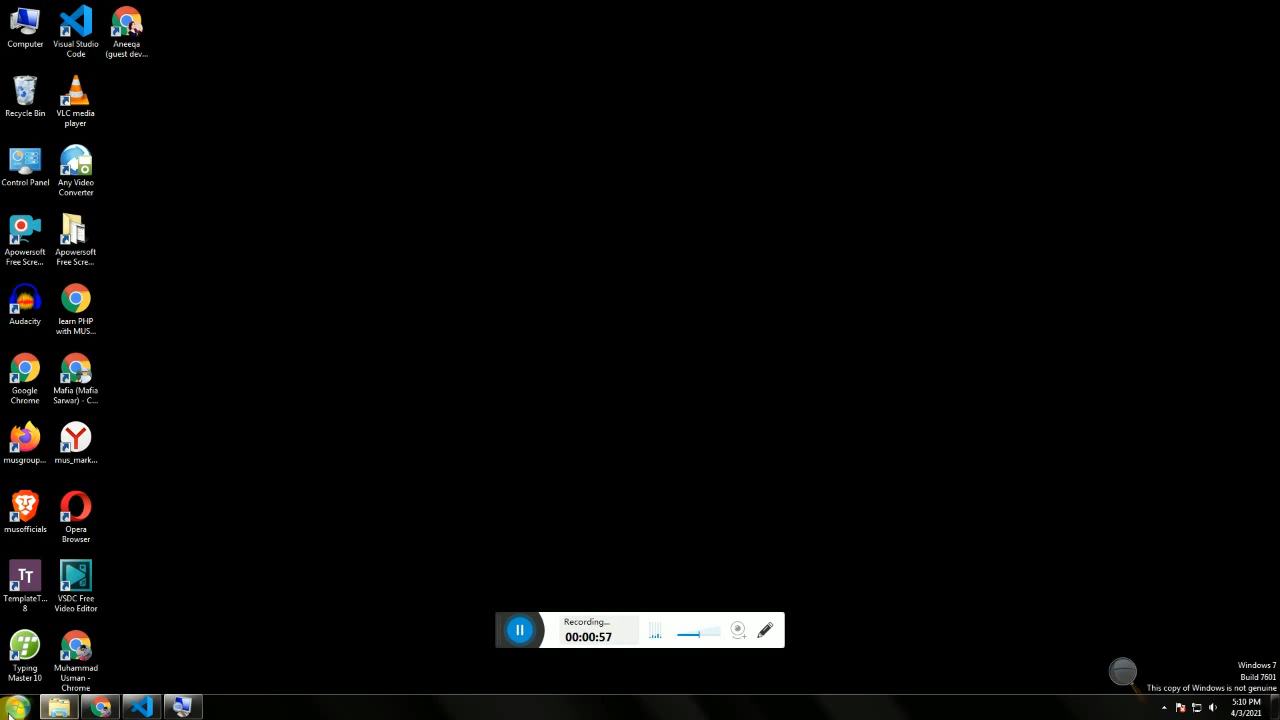 Computer
Visual Studio
Code
Aneeqa
(guest dev...
Recycle Bin
VLC media
player
Control Panel
Any Video
Converter
Apowersoft
Free Scre...
Apowersoft
Free Scre...
Audacity
learn PHP
with MUS...
Google
Chrome
Mafia (Mafia
Sarwar) - C...
musgroup...
mus_mark...
musofficials
Opera
Browser
TT
TemplateT...
8
VSDC Free
Video Editor
Typing
Master 10
Muhammad
Usman -
Chrome
Recording...
00:00:57
Windows 7
Build 7601
This copy of Windows is not genuine
5:10 PM
4/3/2021